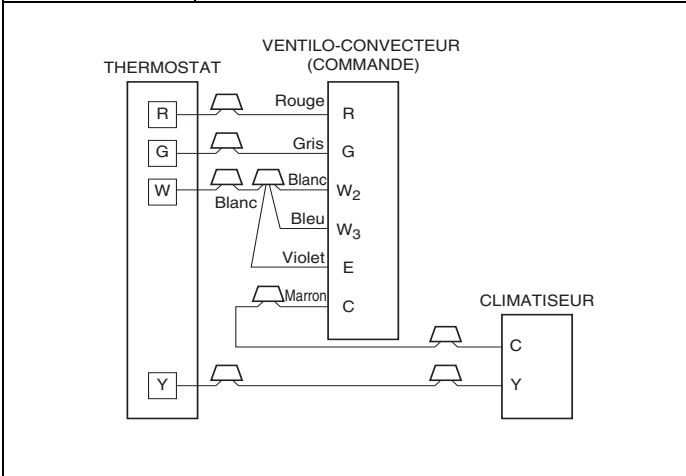 VENTILO-CONVECTEUR
(COMMANDE)
THERMOSTAT
R
Rouge
R
G
Gris
G
W
Blanc
Blanc
W2
Bleu
W3
Violet
E
Marron
C
CLIMATISEUR
C
Y
Y